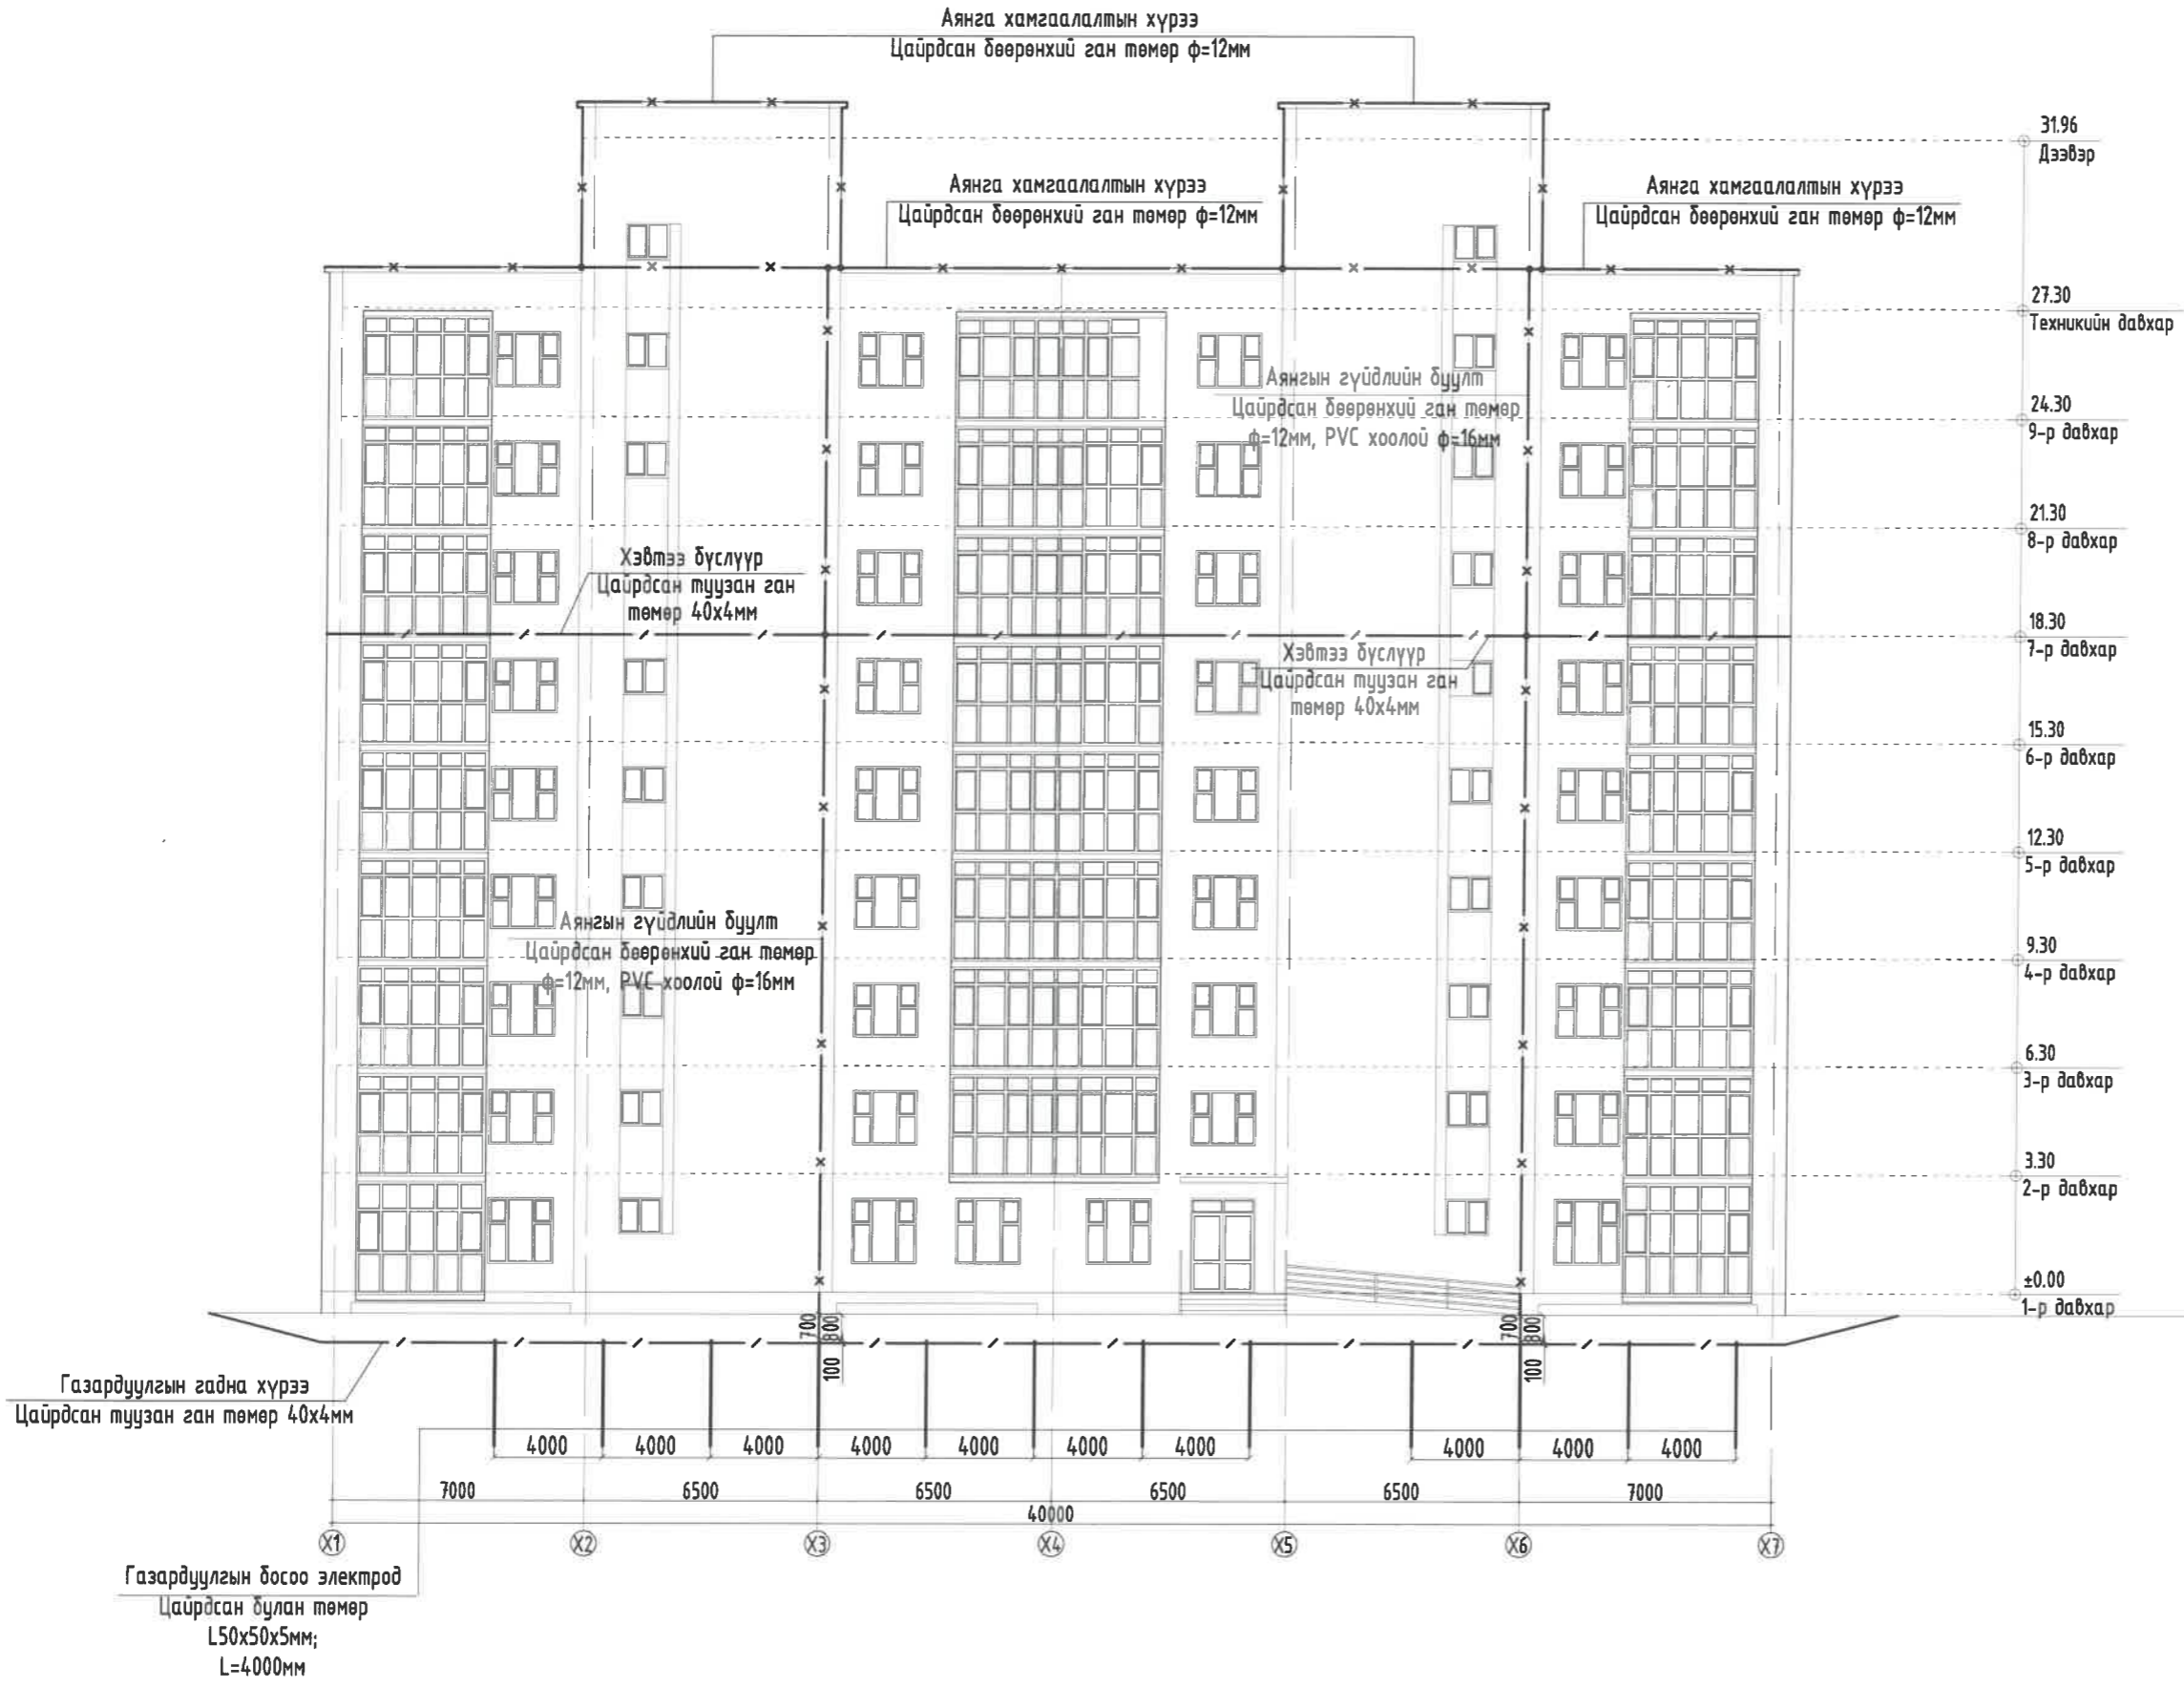 Аянга хамгаалалтын хүрээ
Цайрдсан бөөрөнхий ган төмөр ф=12мм
31.96
Дээвэр
Аянга хамгаалалтын хүрээ
Цайрдсан бөөрөнхий ган төмөр ф=12мм
Аянга хамгаалалтын хүрээ
Цайрдсан бөөрөнхий ган төмөр ф=12мм
27.30
Техникийн давхар
Аянгын гүйдлийн буулт
Цайрдсан бөөрөнхий ган төмөр
ф=12мм, PVC хоолой ф=16мм
24.30
9-р давхар
21.30
8-р давхар
Хэвтээ бүслүүр
Цайрдсан туузан ган
төмөр 40х4мм
18.30
7-р давхар
Хэвтээ бүслүүр
Цайрдсан туузан ган
төмөр 40х4мм
15.30
6-р давхар
12.30
5-р давхар
Аянгын гүйдлийн буулт
Цайрдсан бөөрөнхий ган төмөр
ф=12мм, PVC хоолой ф=16мм
9.30
4-р давхар
6.30
3-р давхар
3.30
2-р давхар
±0.00
1-р давхар
700
800
100
700
800
100
Газардуулгын гадна хүрээ
Цайрдсан туузан ган төмөр 40х4мм
4000 4000 4000 4000 4000 4000 4000 4000 4000 4000
7000 6500 6500 6500 6500 7000
40000
X1 X2 X3 X4 X5 X6 X7
Газардуулгын босоо электрод
Цайрдсан булан төмөр
L50x50x5мм;
L=4000мм